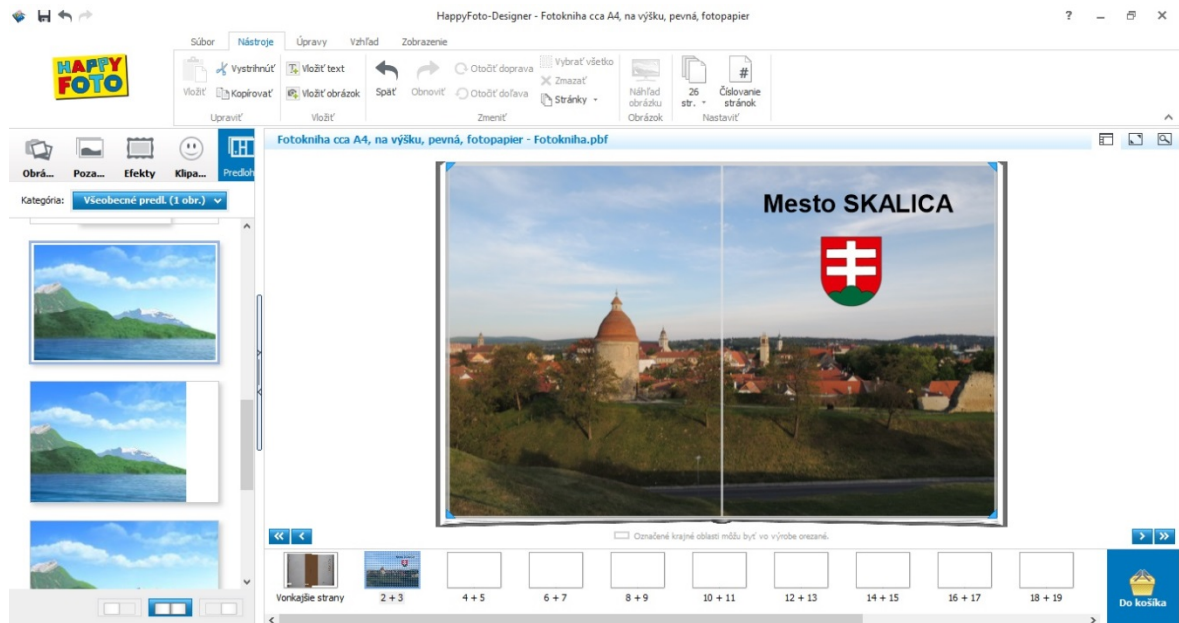 HappyFoto-Designer - Fotokniha cca A4, na výšku, pevná, fotopapier
?
HAPPY
FOTO
Súbor Nástroje Úpravy Vzhľad Zobrazenie
Vložiť
Vystrihnúť
Kopírovať
Upraviť
Vložiť text
Vložiť obrázok
Vložiť
Späť
Obnoviť
Otočiť doprava
Otočiť doľava
Vybrať všetko
Zmazať
Stránky
Zmeniť
Náhľad
obrázku
Obrázok
26
str.
#
Číslovanie
stránok
Nastaviť
Obrá...
Poza...
Efekty
Klipa...
Predloh
Kategória: Všeobecné predl. (1 obr.)
Fotokniha cca A4, na výšku, pevná, fotopapier - Fotokniha.pbf
Mesto SKALICA
Označené krajné oblasti môžu byť vo výrobe orezané.
Vonkajšie strany
2 + 3
4 + 5
6 + 7
8 + 9
10 + 11
12 + 13
14 + 15
16 + 17
18 + 19
Do košíka